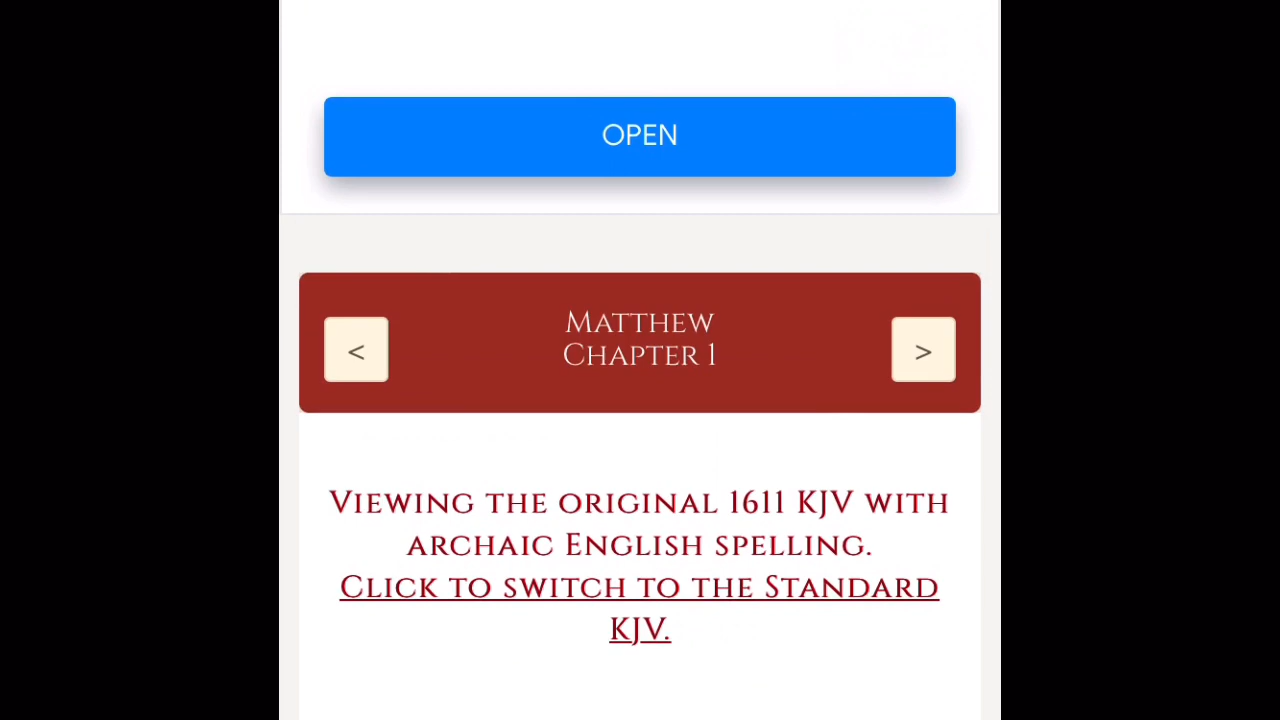 OPEN
Matthew
Chapter 1
<
>
Viewing the original 1611 KJV with
archaic English spelling.
Click to switch to the Standard
KJV.